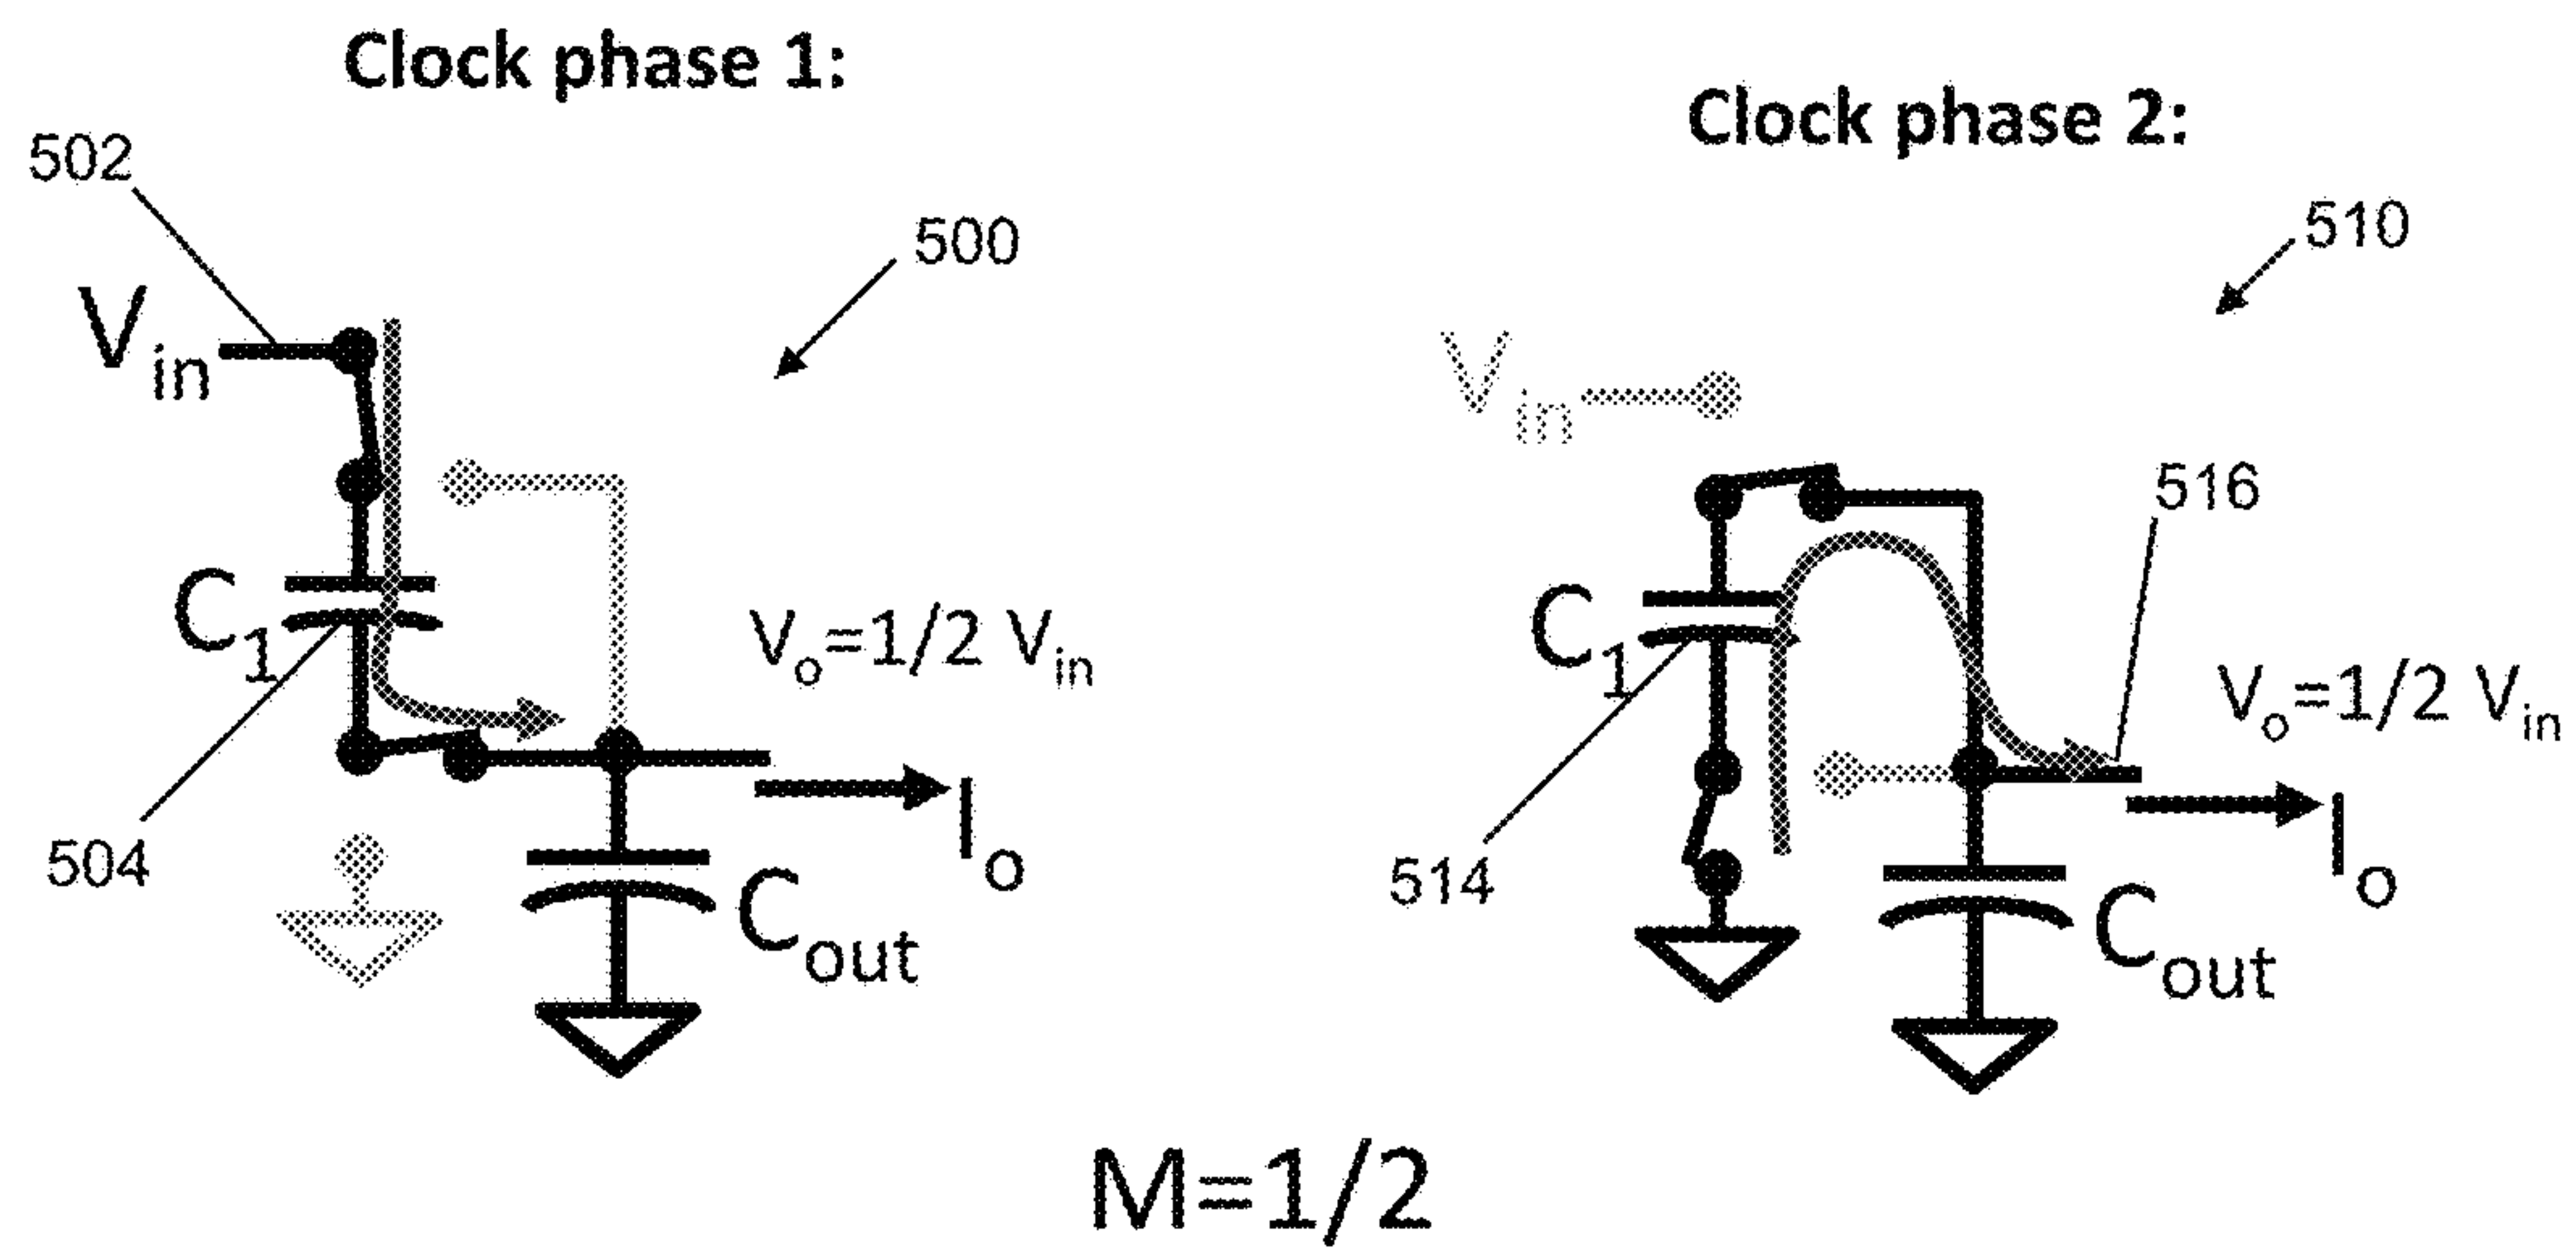 Clock phase 1:
502
500
Vin
C1
Vo=1/2 Vin
504
Io
Cout
Clock phase 2:
510
Vin
516
C1
Vo=1/2 Vin
514
Io
Cout
M=1/2